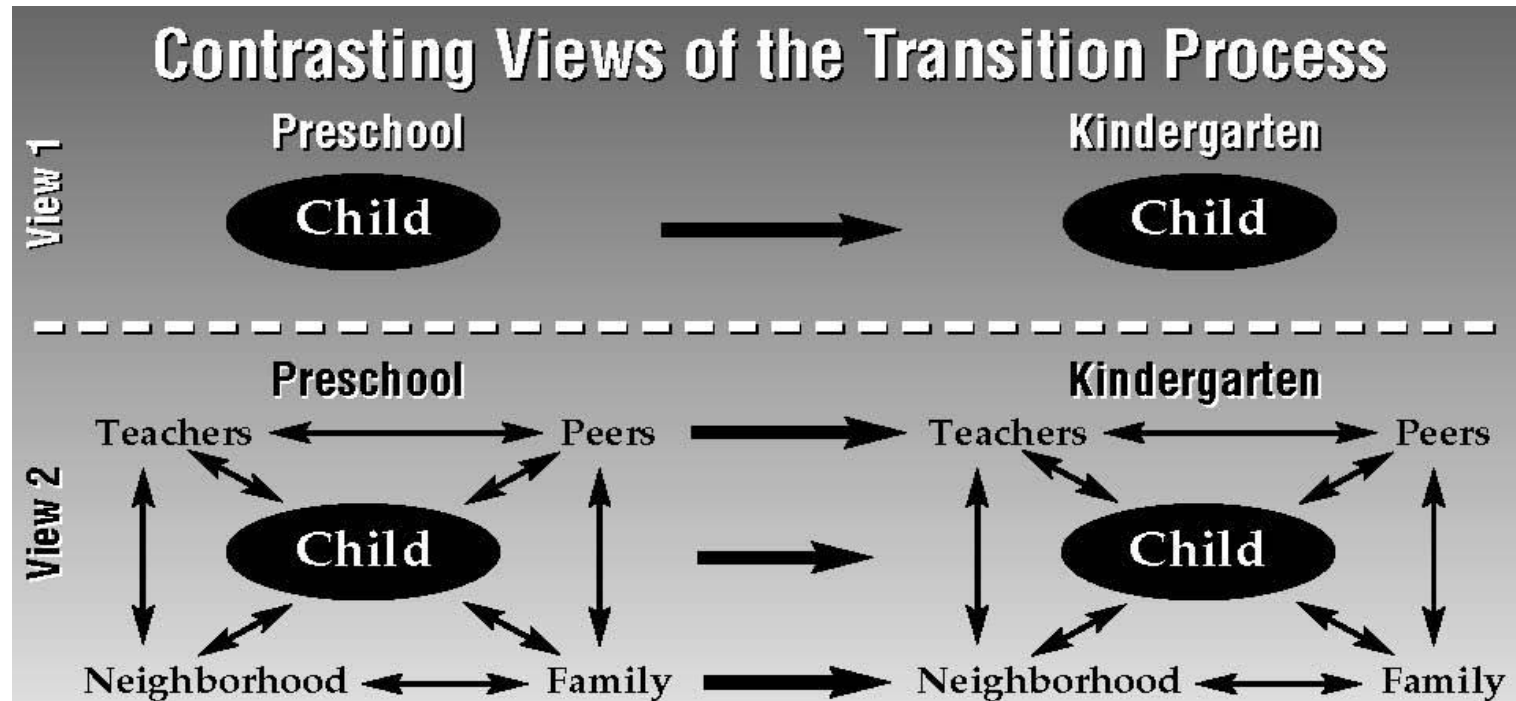 Contrasting Views of the Transition Process
View 1
Preschool Kindergarten
Child Child
View 2
Preschool Kindergarten
Teachers Peers Teachers Peers
Child Child
Neighborhood Family Neighborhood Family